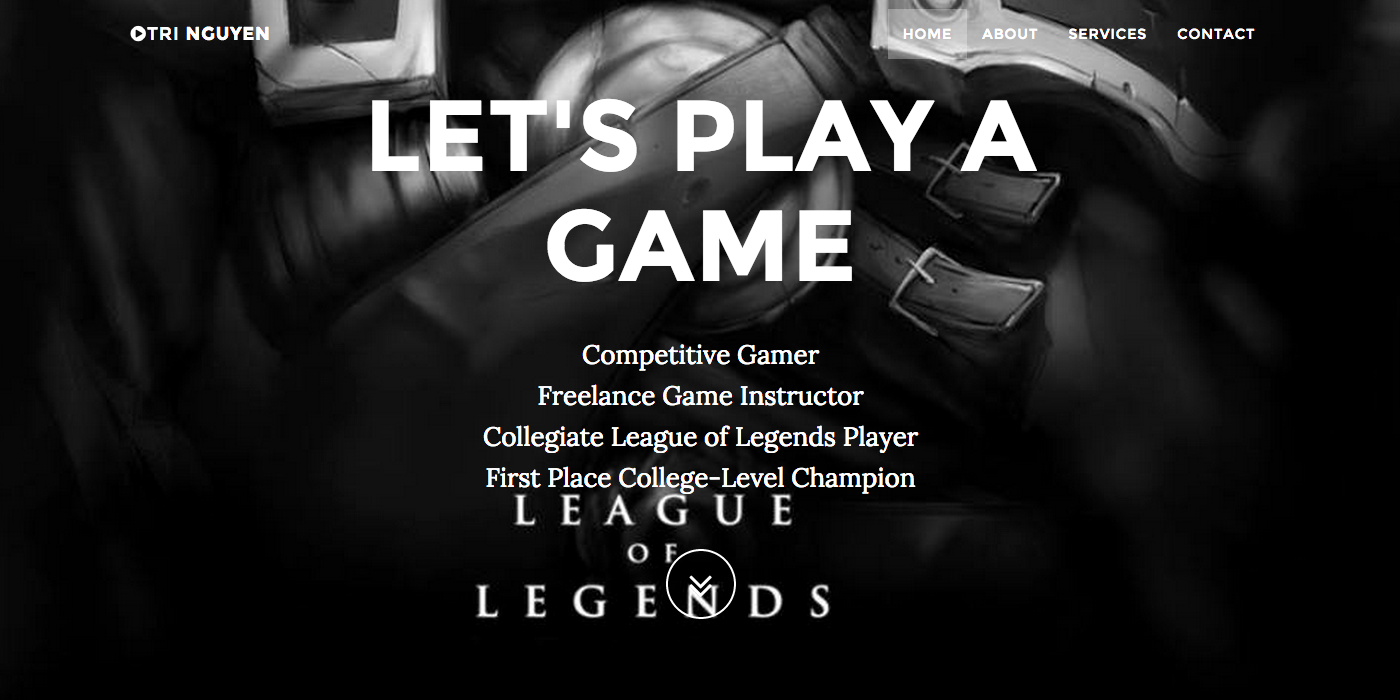 TRI NGUYEN
HOME ABOUT SERVICES CONTACT
LET'S PLAY A
GAME
Competitive Gamer
Freelance Game Instructor
Collegiate League of Legends Player
First Place College-Level Champion
LEAGUE
OF
LEGENDS